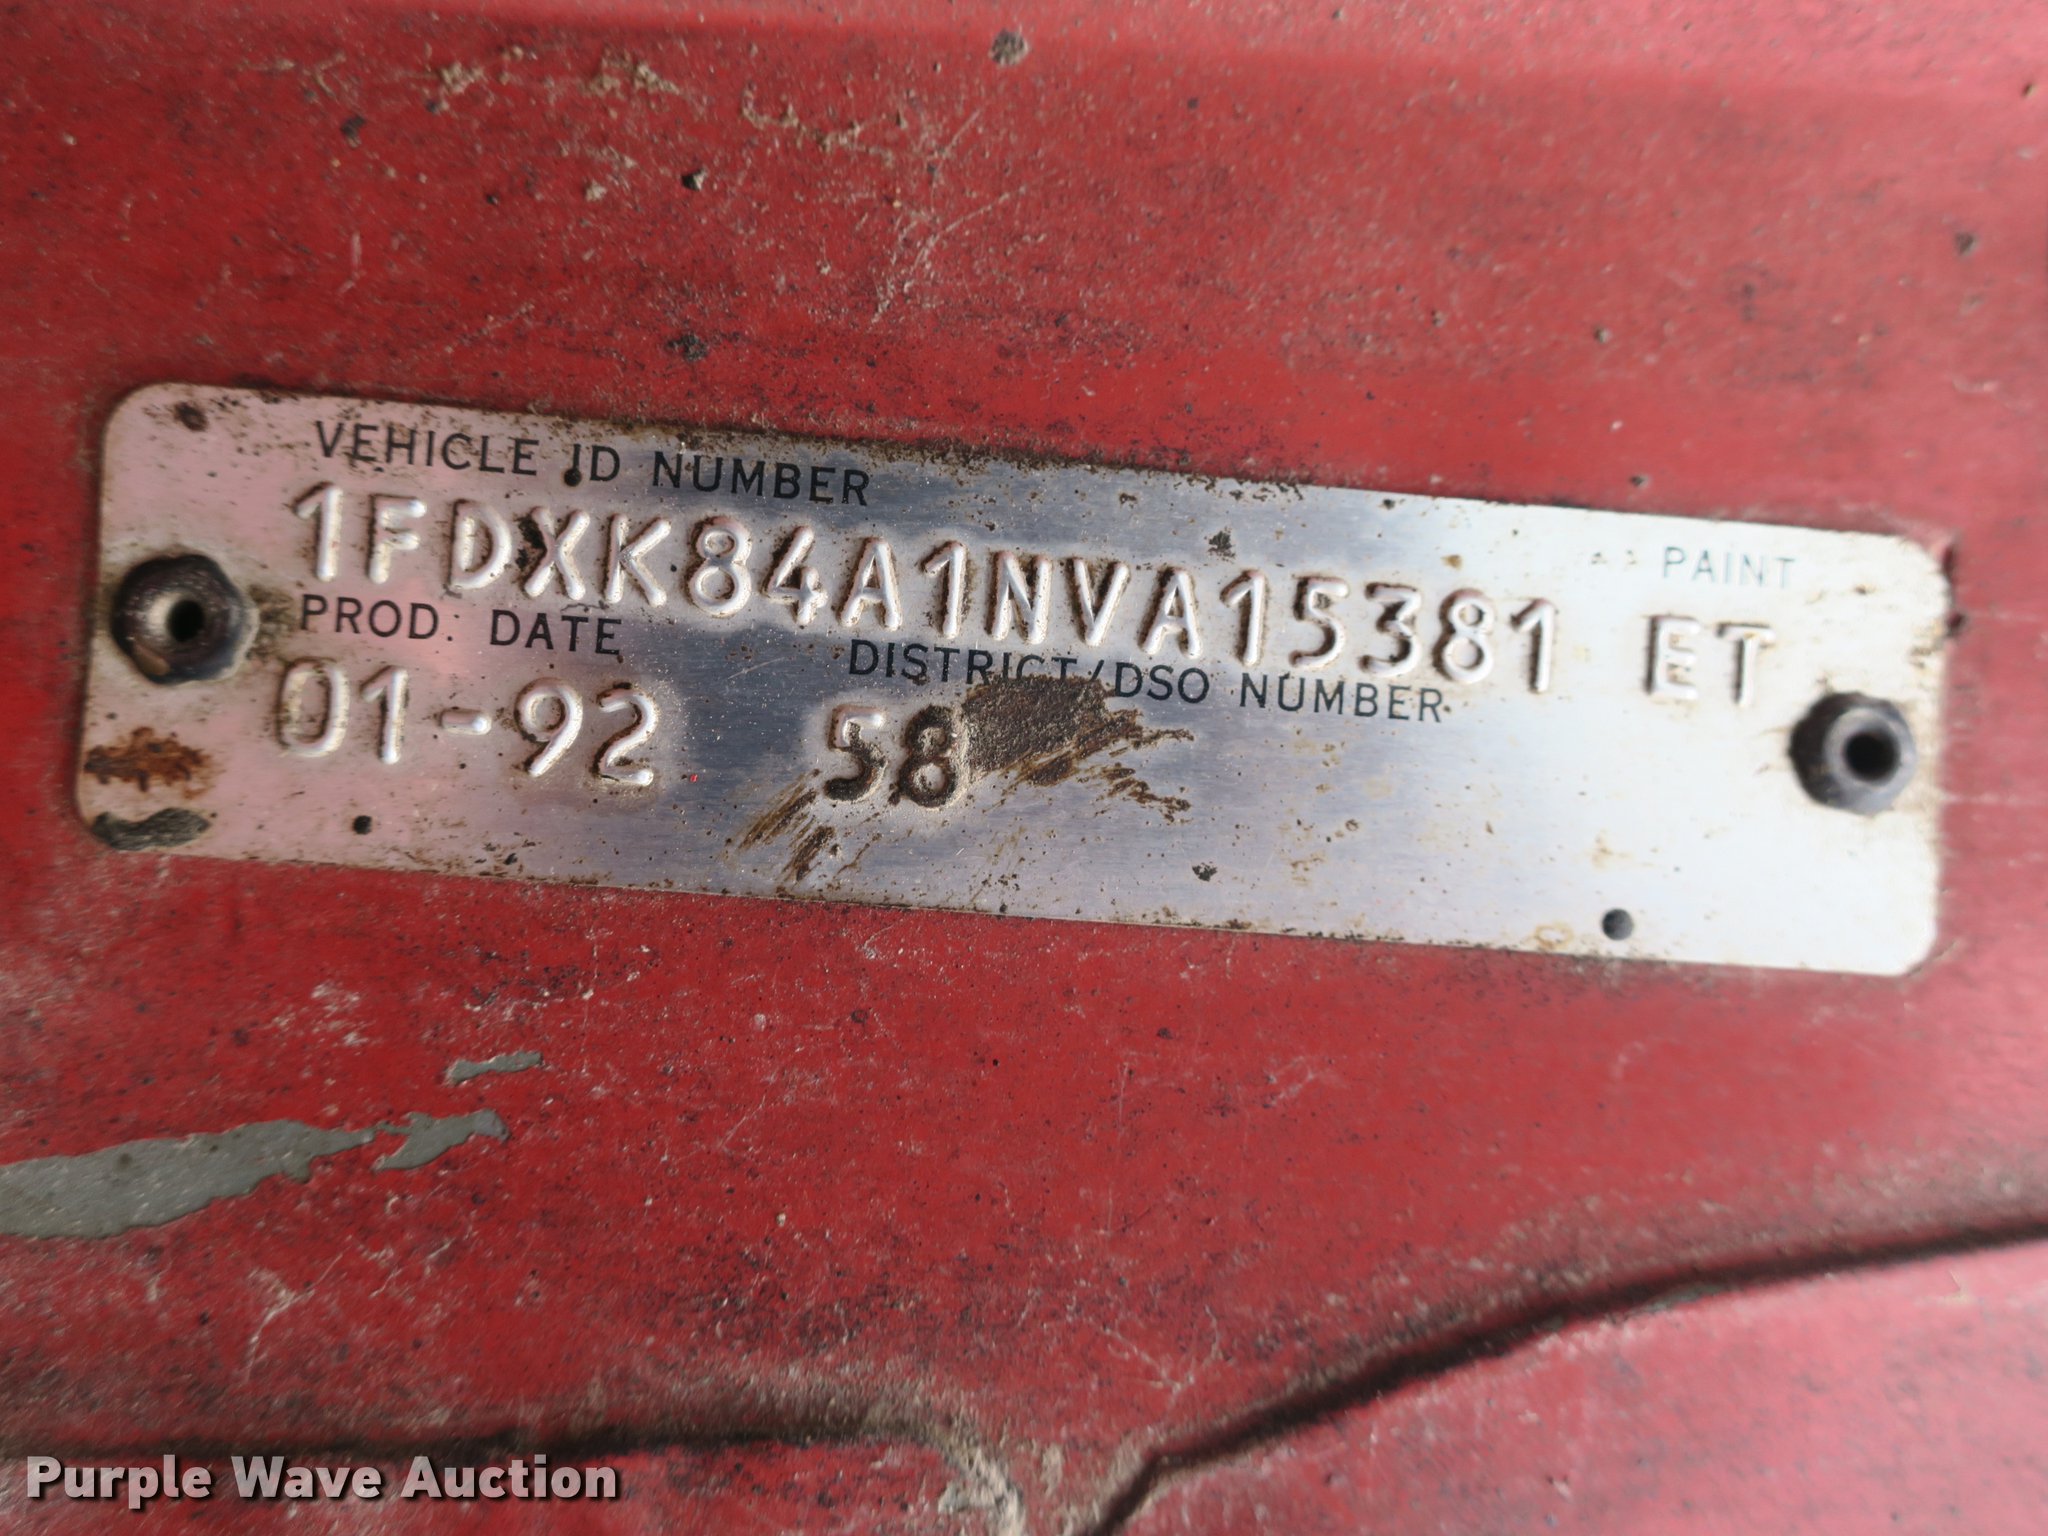 VEHICLE ID NUMBER
PAINT
1FDXK84A1NVA15381 ET
PROD. DATE
DISTRICT/DSO NUMBER
01-92 58
Purple Wave Auction